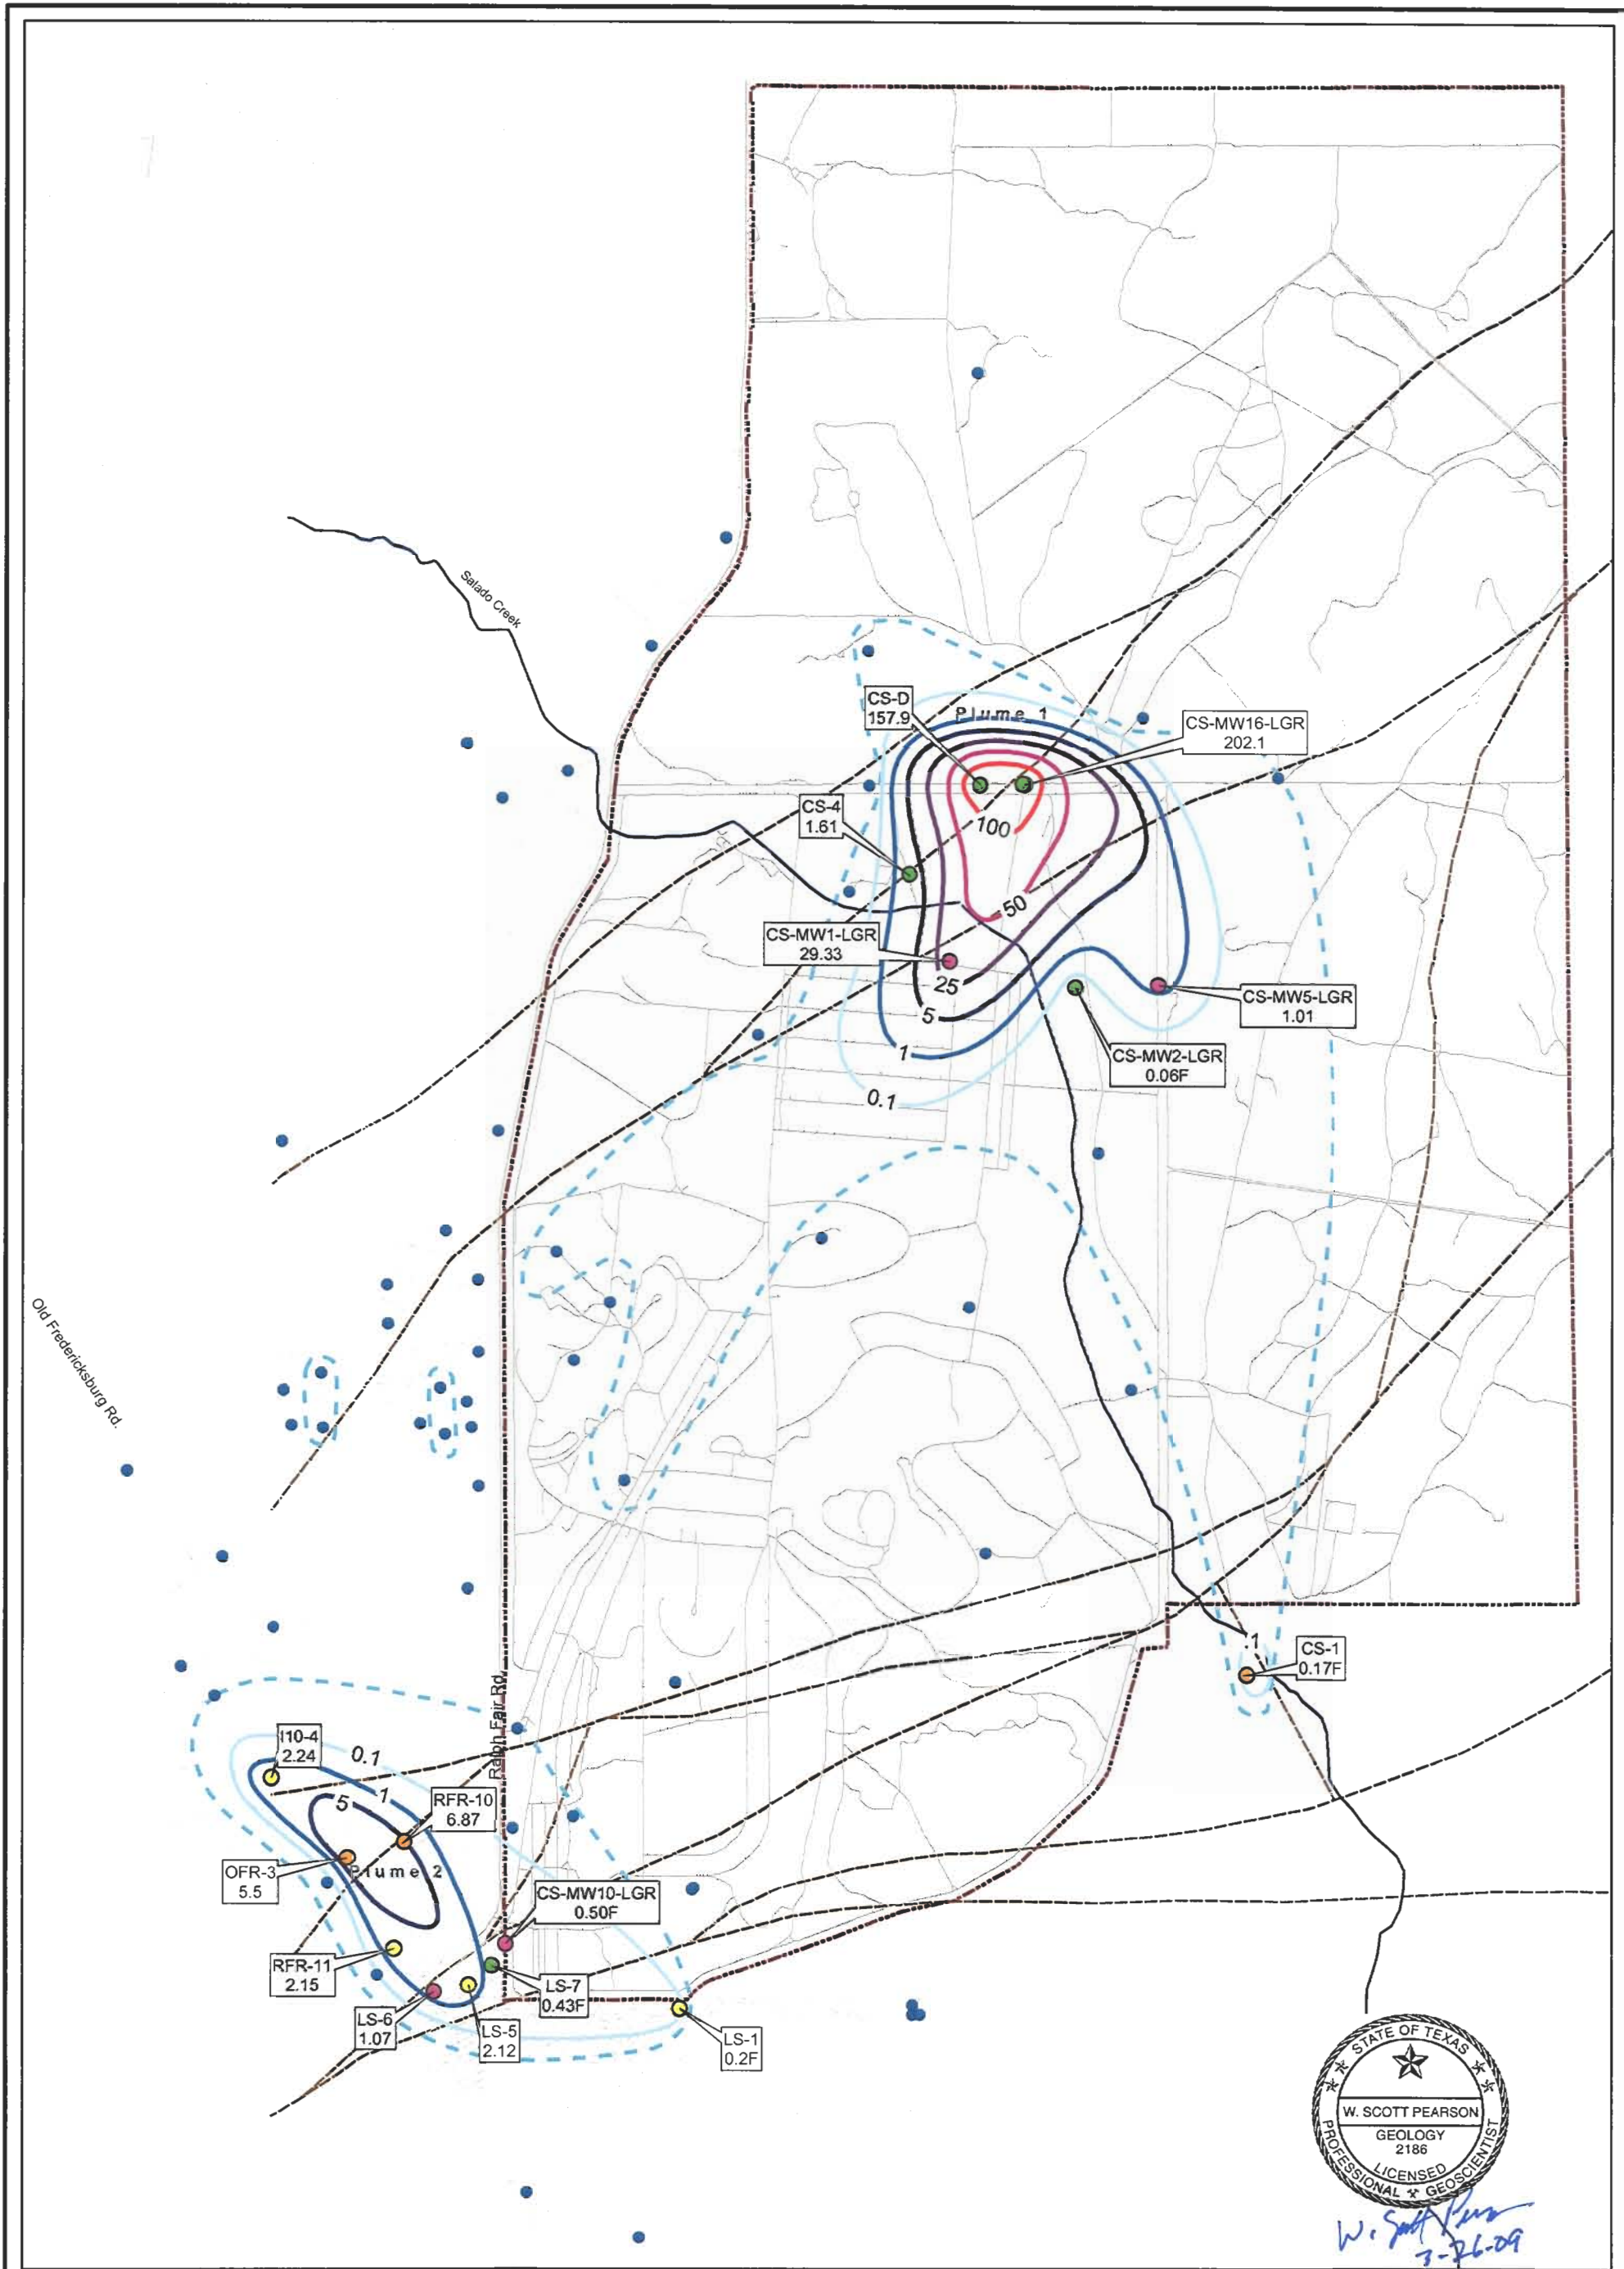 Salado Creek
CS-D
157.9
Plume 1
CS-MW16-LGR
202.1
CS-4
1.61
100
50
CS-MW1-LGR
29.33
25
CS-MW5-LGR
1.01
5
1
CS-MW2-LGR
0.06F
0.1
Old Fredericksburg Rd.
.1
CS-1
0.17F
Ralph Fair Rd.
I10-4
2.24
0.1
1
5
RFR-10
6.87
OFR-3
5.5
Plume 2
CS-MW10-LGR
0.50F
RFR-11
2.15
LS-7
0.43F
LS-6
1.07
LS-5
2.12
LS-1
0.2F
STATE OF TEXAS
W. SCOTT PEARSON
GEOLOGY
2186
LICENSED
PROFESSIONAL GEOSCIENTIST
W. Scott Pearson
3-26-09